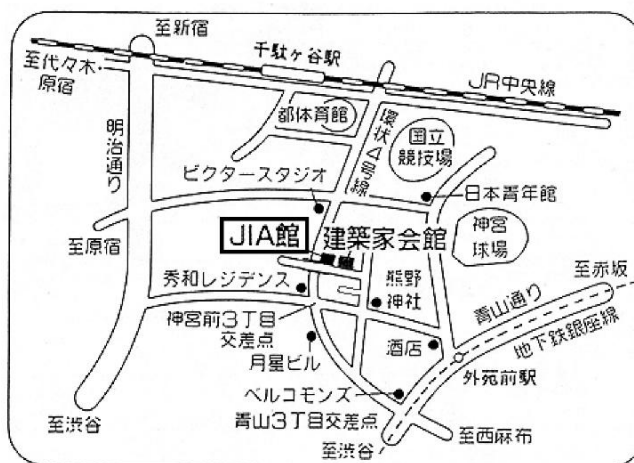 至新宿
千駄ヶ谷駅
JR中央線
至代々木・
原宿
明治通り
都体育館
環状4号線
国立
競技場
ビクタースタジオ
日本青年館
JIA館
建築家会館
神宮
球場
至原宿
秀和レジデンス
熊野
神社
至赤坂
青山通り
地下鉄銀座線
神宮前3丁目
交差点
月星ビル
酒店
外苑前駅
ベルコモンズ
青山3丁目交差点
至渋谷
至渋谷
至西麻布